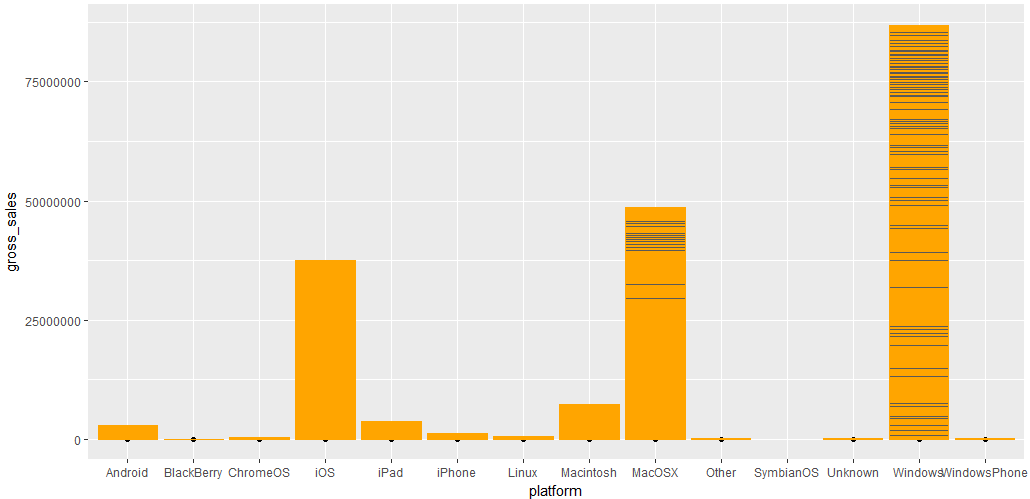 75000000
50000000
25000000
0
gross_sales
Android BlackBerry ChromeOS iOS iPad iPhone Linux Macintosh MacOSX Other SymbianOS Unknown Windows WindowsPhone
platform